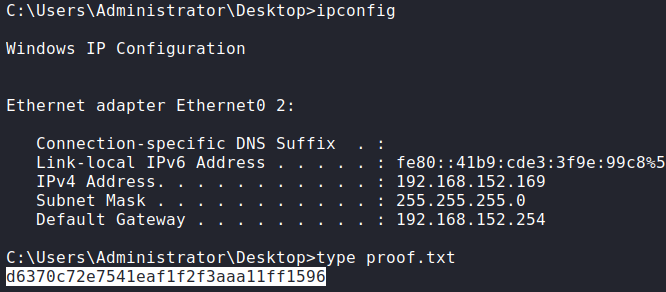 C:\Users\Administrator\Desktop>ipconfig
Windows IP Configuration
Ethernet adapter Ethernet0 2:
Connection-specific DNS Suffix  . :
Link-local IPv6 Address . . . . . : fe80::41b9:cde3:3f9e:99c8%5
IPv4 Address. . . . . . . . . . . : 192.168.152.169
Subnet Mask . . . . . . . . . . . : 255.255.255.0
Default Gateway . . . . . . . . . : 192.168.152.254
C:\Users\Administrator\Desktop>type proof.txt
d6370c72e7541eaf1f2f3aaa11ff1596